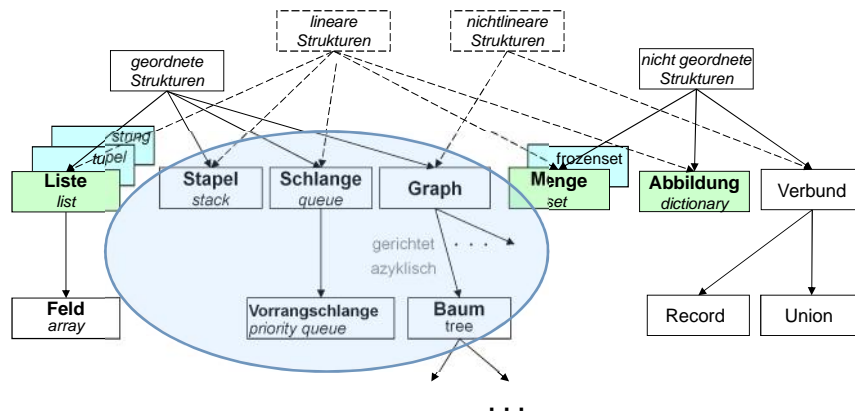 lineare
Strukturen
nichtlineare
Strukturen
geordnete
Strukturen
nicht geordnete
Strukturen
string
tupel
Liste
list
Stapel
stack
Schlange
queue
Graph
frozenset
Menge
set
Abbildung
dictionary
Verbund
gerichtet . . .
azyklisch
Feld
array
Vorrangschlange
priority queue
Baum
tree
Record
Union
. . .